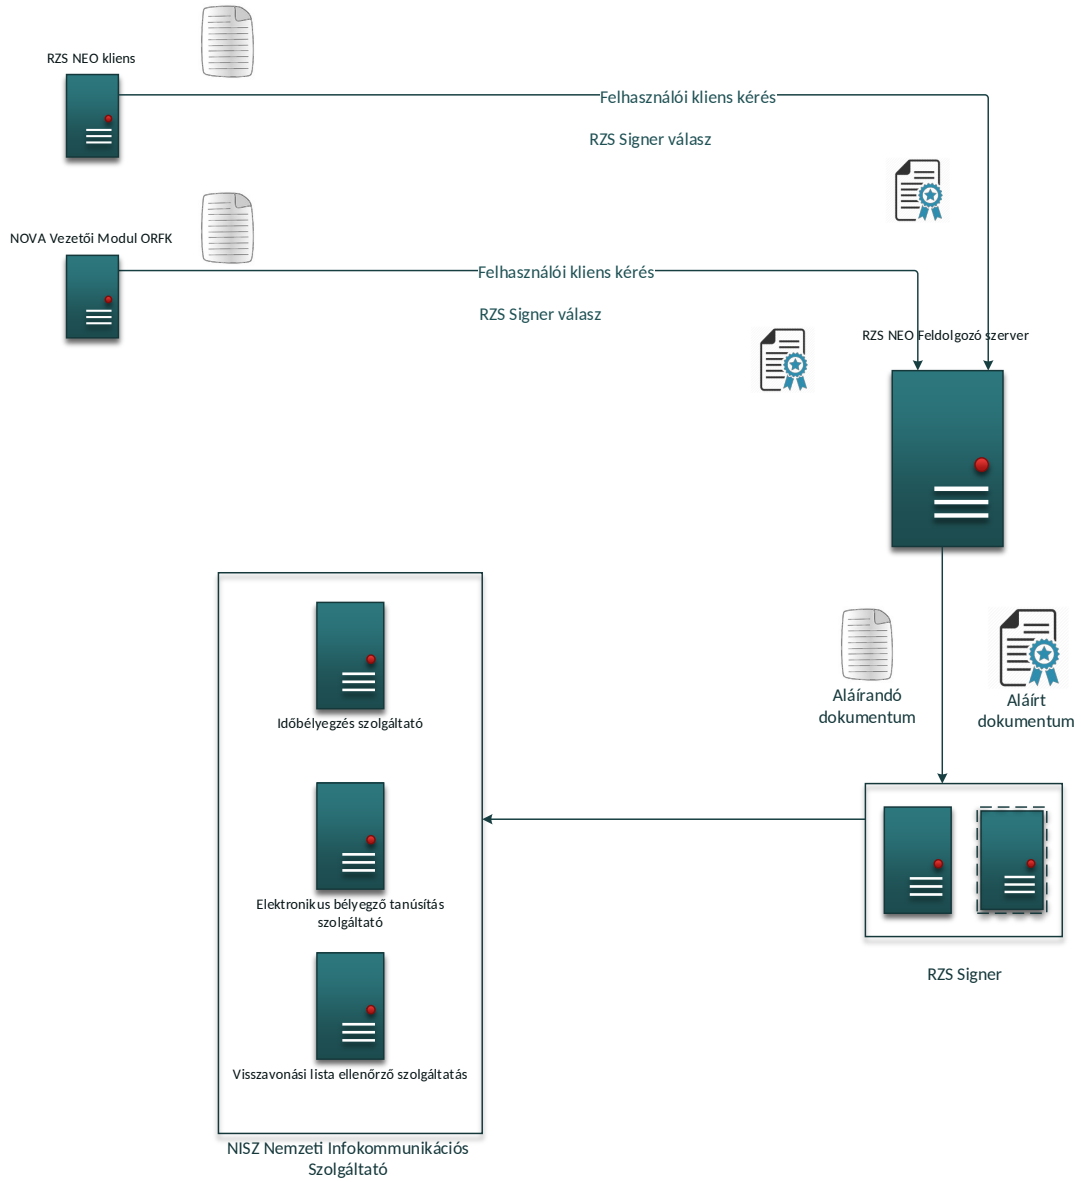 RZS NEO kliens
Felhasználói kliens kérés
RZS Signer válasz
NOVA Vezetői Modul ORFK
Felhasználói kliens kérés
RZS Signer válasz
RZS NEO Feldolgozó szerver
Aláírandó
dokumentum
Aláírt
dokumentum
Időbélyegzés szolgáltató
Elektronikus bélyegző tanúsítás
szolgáltató
RZS Signer
Visszavonási lista ellenőrző szolgáltatás
NISZ Nemzeti Infokommunikációs
Szolgáltató